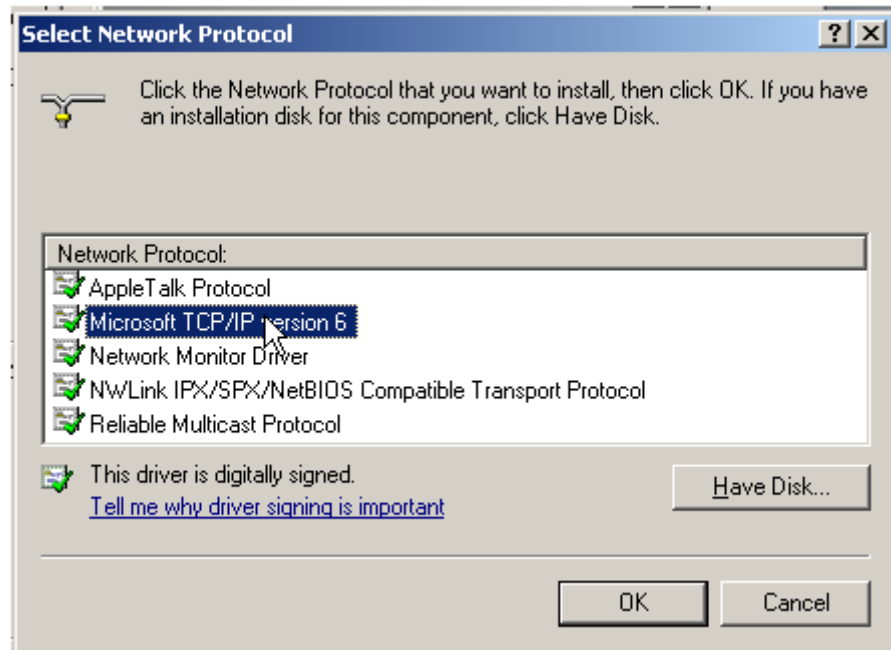 Select Network Protocol
Click the Network Protocol that you want to install, then click OK. If you have
an installation disk for this component, click Have Disk.
Network Protocol:
AppleTalk Protocol
Microsoft TCP/IP version 6
Network Monitor Driver
NWLink IPX/SPX/NetBIOS Compatible Transport Protocol
Reliable Multicast Protocol
This driver is digitally signed.
Have Disk...
Tell me why driver signing is important
OK
Cancel